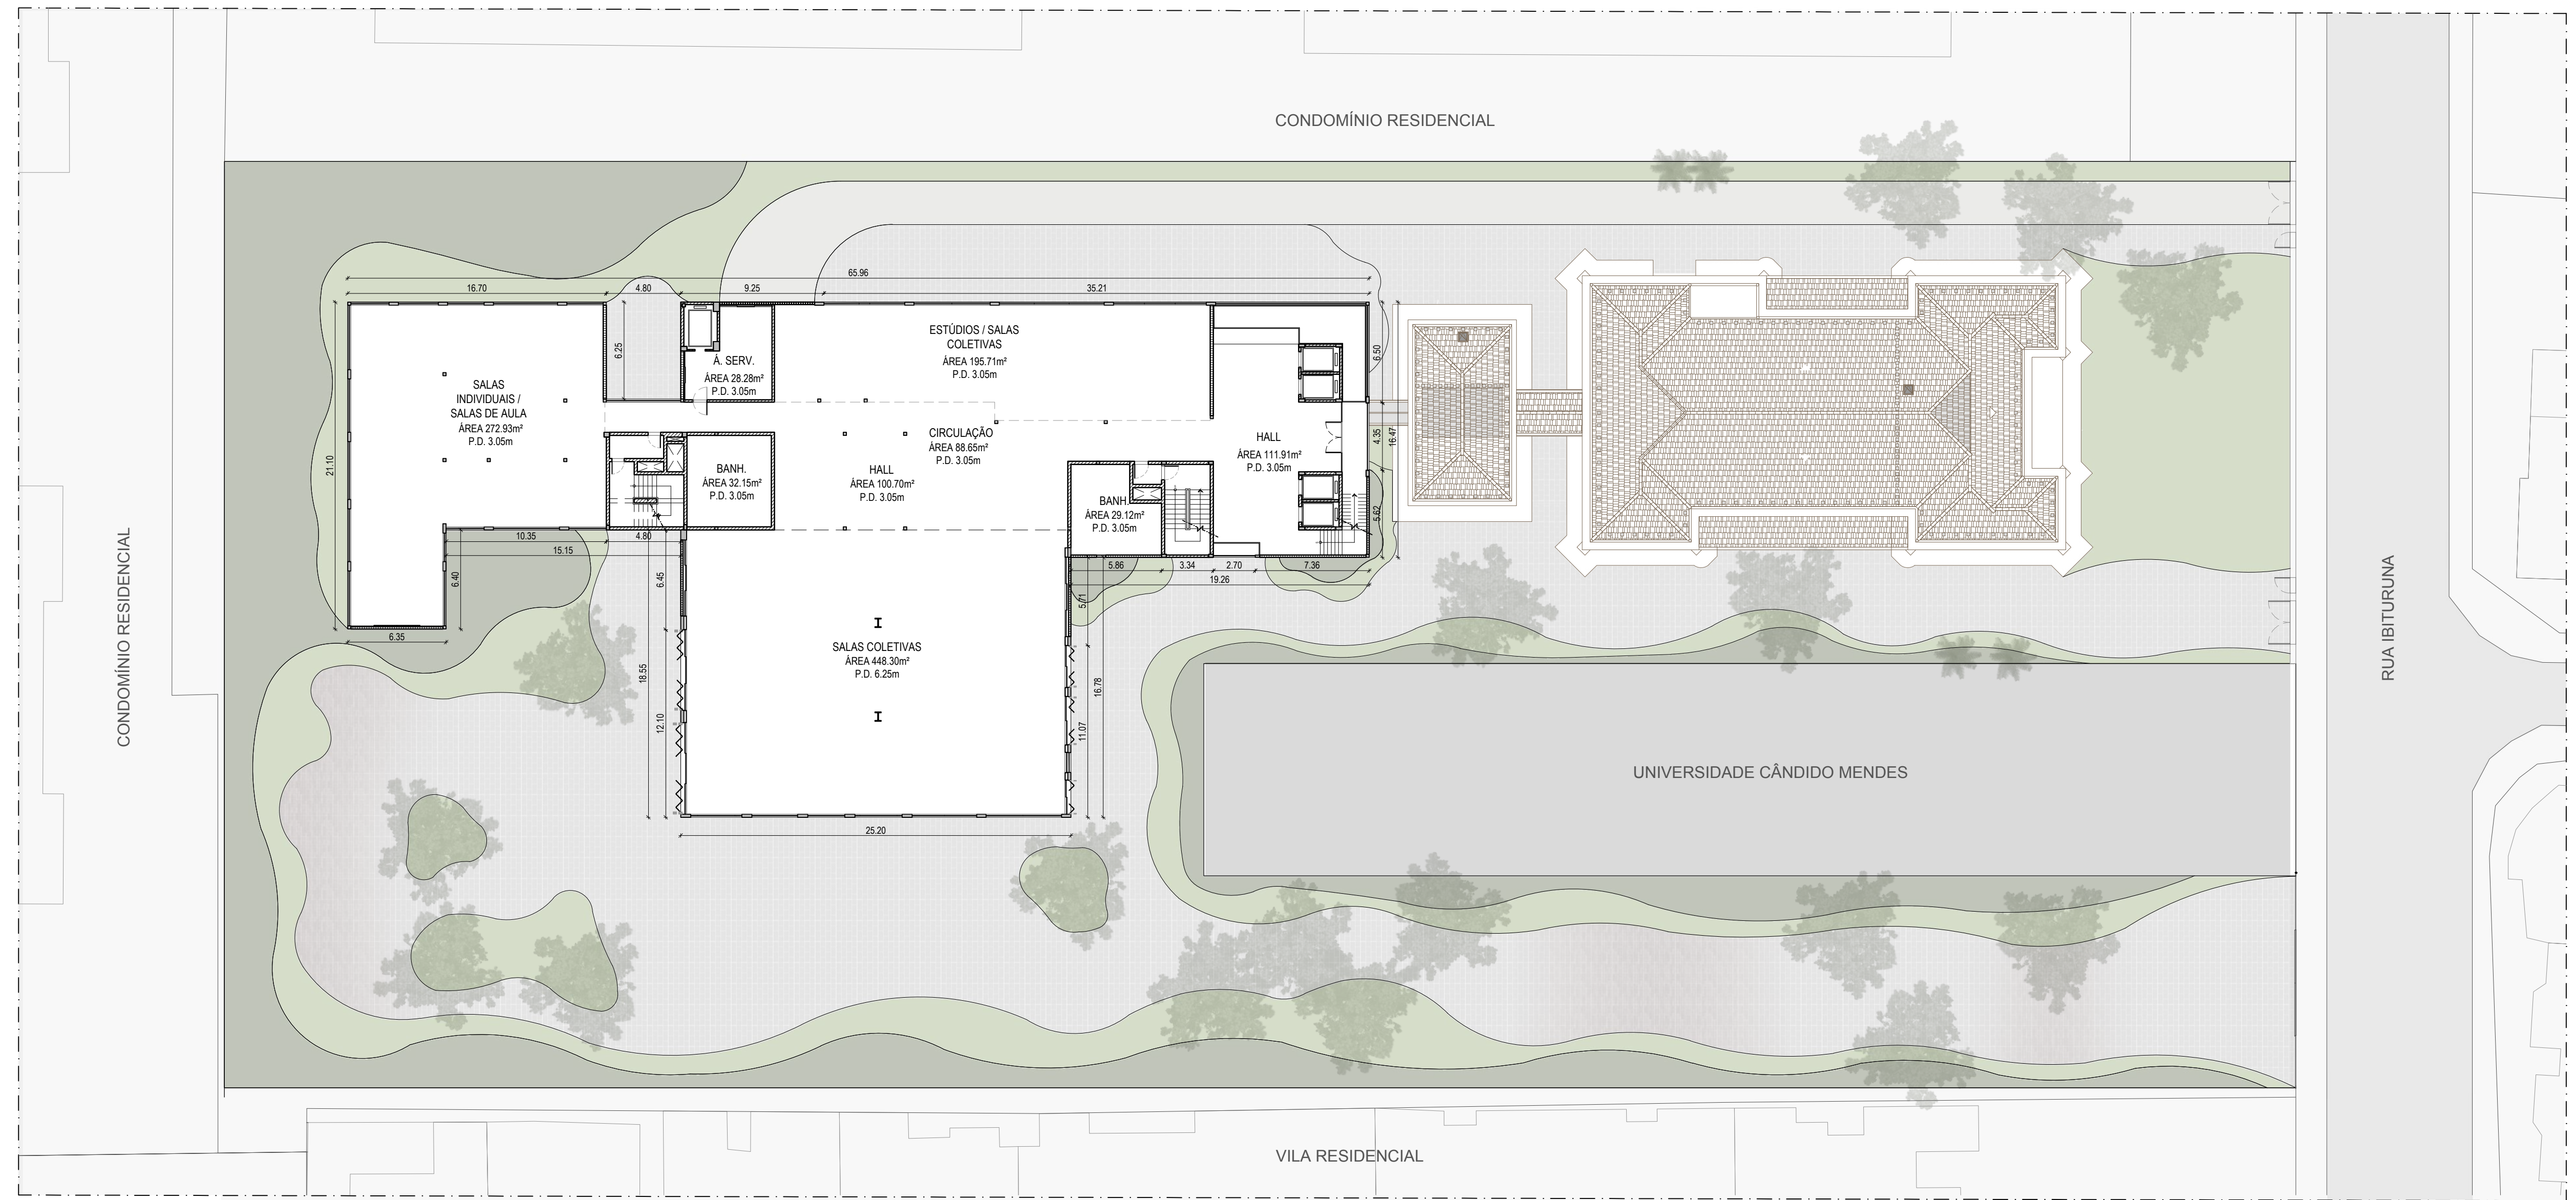 CONDOMÍNIO RESIDENCIAL
65.96
16.70
4.80
9.25
35.21
ESTÚDIOS / SALAS
COLETIVAS
ÁREA 195.71m²
P.D. 3.05m
6.25
Á. SERV.
ÁREA 28.28m²
P.D. 3.05m
6.50
SALAS
INDIVIDUAIS /
SALAS DE AULA
ÁREA 272.93m²
P.D. 3.05m
CIRCULAÇÃO
ÁREA 88.65m²
P.D. 3.05m
HALL
ÁREA 111.91m²
P.D. 3.05m
4.35
16.47
21.10
BANH.
ÁREA 32.15m²
P.D. 3.05m
HALL
ÁREA 100.70m²
P.D. 3.05m
BANH.
ÁREA 29.12m²
P.D. 3.05m
5.62
10.35
4.80
15.15
5.86
3.34
2.70
7.36
19.26
6.40
6.45
5.71
6.35
CONDOMÍNIO RESIDENCIAL
RUA IBITURUNA
SALAS COLETIVAS
ÁREA 448.30m²
P.D. 6.25m
18.55
12.10
16.78
11.07
25.20
UNIVERSIDADE CÂNDIDO MENDES
VILA RESIDENCIAL